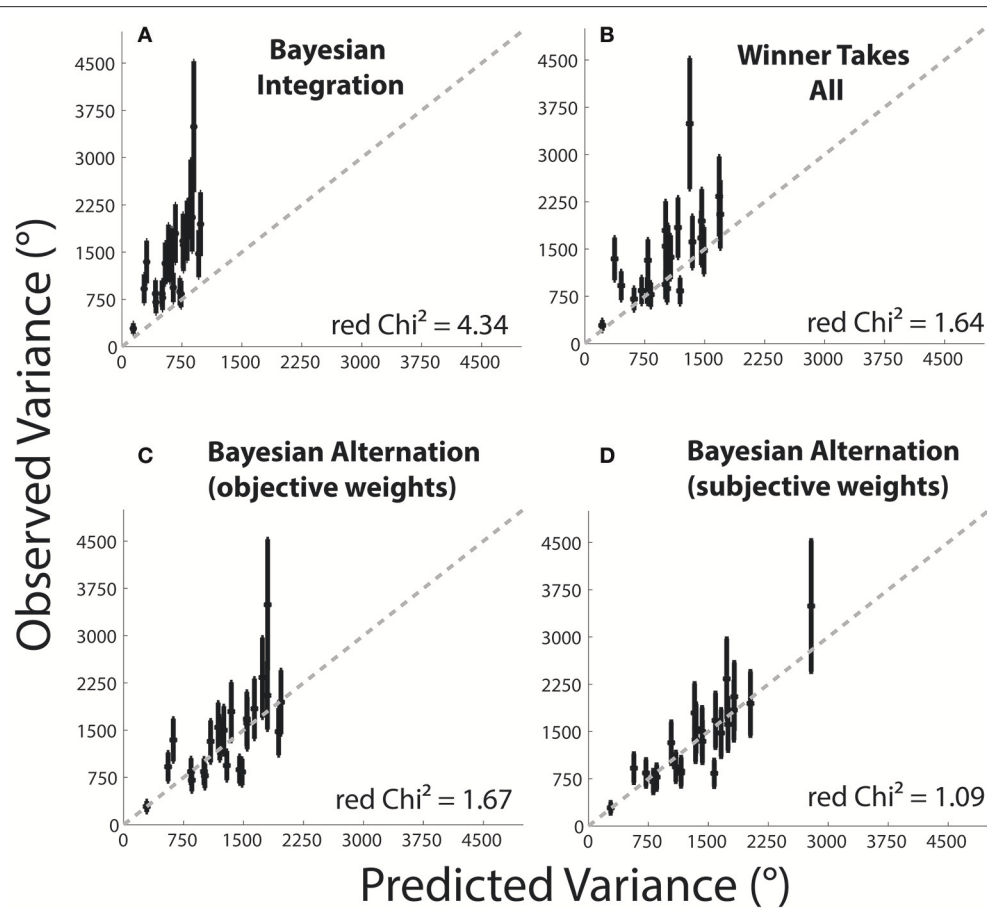 A
Bayesian
Integration
4500
3750
3000
2250
1500
750
0
0 750 1500 2250 3000 3750 4500
red Chi² = 4.34
B
Winner Takes
All
4500
3750
3000
2250
1500
750
0
0 750 1500 2250 3000 3750 4500
red Chi² = 1.64
Observed Variance (°)
C
Bayesian Alternation
(objective weights)
4500
3750
3000
2250
1500
750
0
0 750 1500 2250 3000 3750 4500
red Chi² = 1.67
D
Bayesian Alternation
(subjective weights)
4500
3750
3000
2250
1500
750
0
0 750 1500 2250 3000 3750 4500
red Chi² = 1.09
Predicted Variance (°)